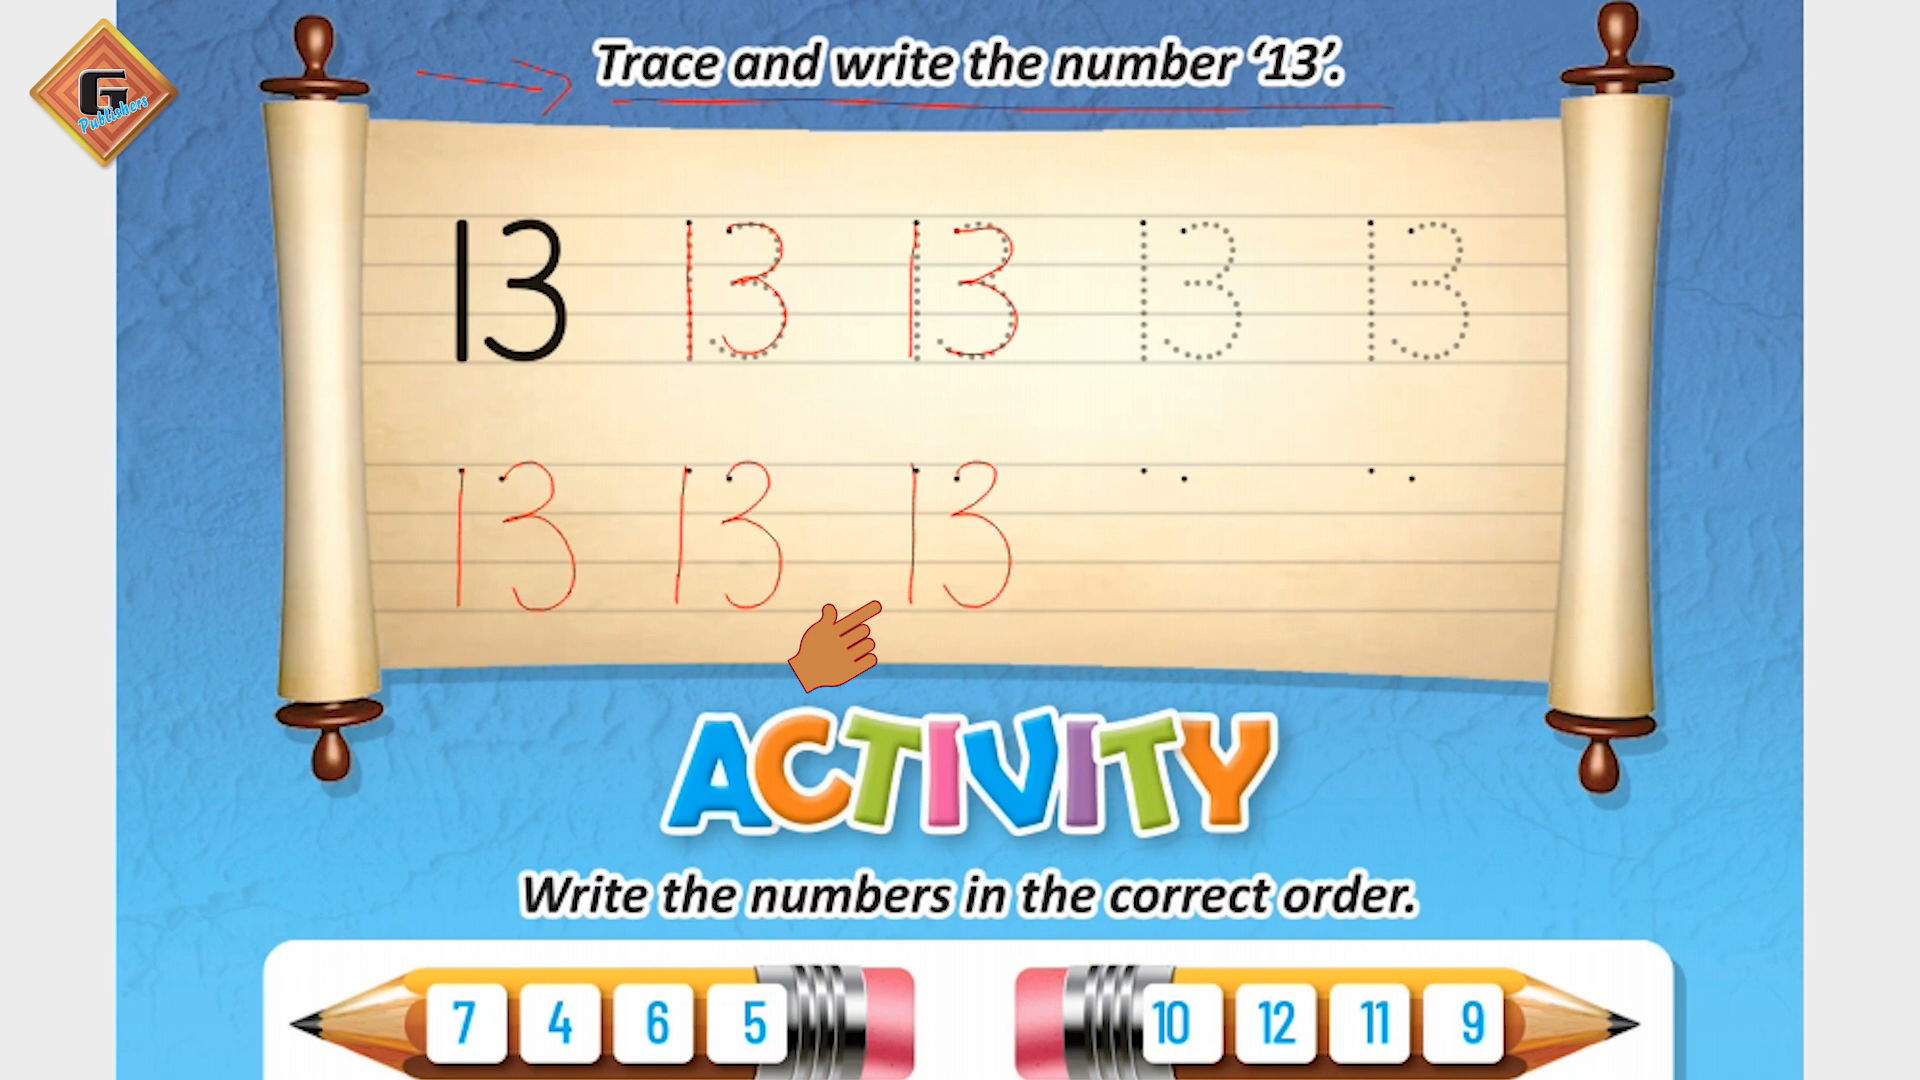 G
Publishers
Trace and write the number ‘13’.
13 13 13 13 13
13 13 13
ACTIVITY
Write the numbers in the correct order.
7 4 6 5 10 12 11 9